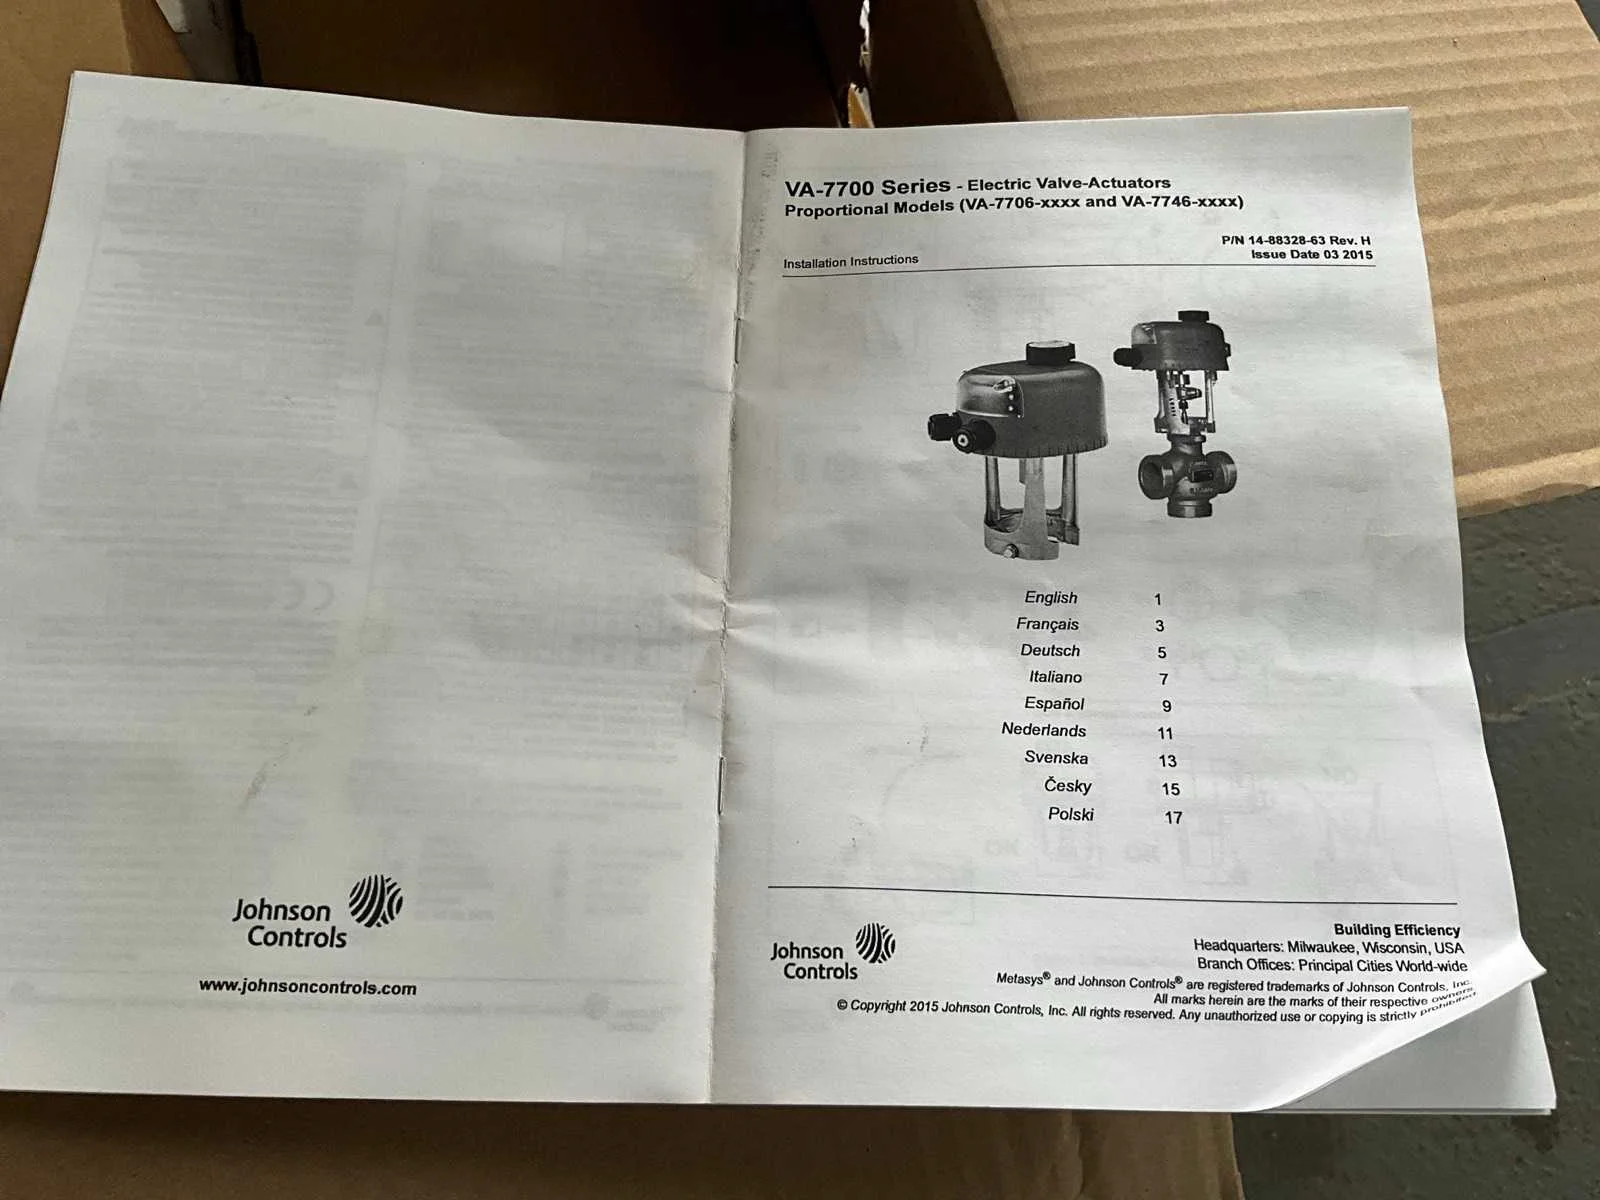 Johnson
Controls
www.johnsoncontrols.com
VA-7700 Series - Electric Valve-Actuators
Proportional Models (VA-7706-xxxx and VA-7746-xxxx)
P/N 14-88328-63 Rev. H
Issue Date 03 2015
Installation Instructions
English 1
Français 3
Deutsch 5
Italiano 7
Español 9
Nederlands 11
Svenska 13
Česky 15
Polski 17
Johnson
Controls
Building Efficiency
Headquarters: Milwaukee, Wisconsin, USA
Branch Offices: Principal Cities World-wide
Metasys® and Johnson Controls® are registered trademarks of Johnson Controls, Inc.
All marks herein are the marks of their respective owners.
© Copyright 2015 Johnson Controls, Inc. All rights reserved. Any unauthorized use or copying is strictly prohibited